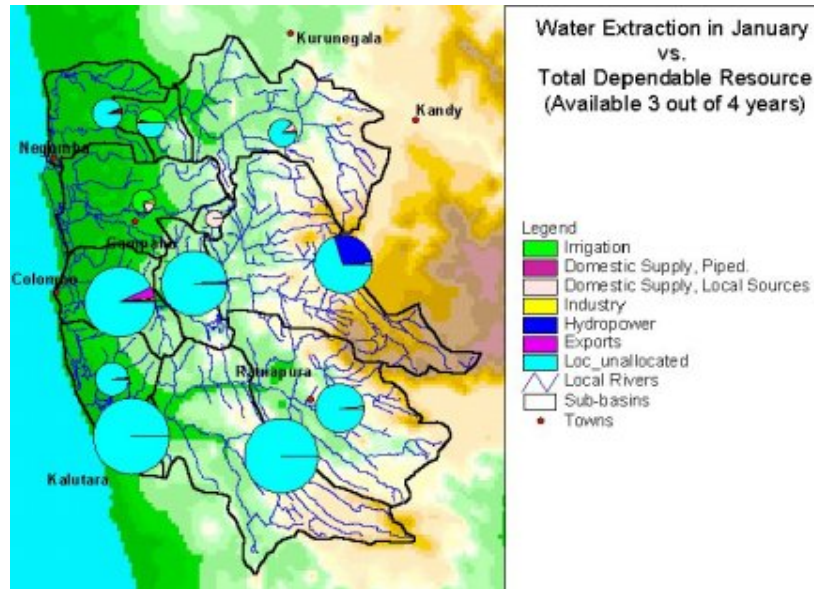 Water Extraction in January
vs.
Total Dependable Resource
(Available 3 out of 4 years)
Kurunegala
Kandy
Negombo
Gampaha
Colombo
Ratnapura
Kalutara
Legend
Irrigation
Domestic Supply, Piped.
Domestic Supply, Local Sources
Industry
Hydropower
Exports
Loc_unallocated
Local Rivers
Sub-basins
Towns